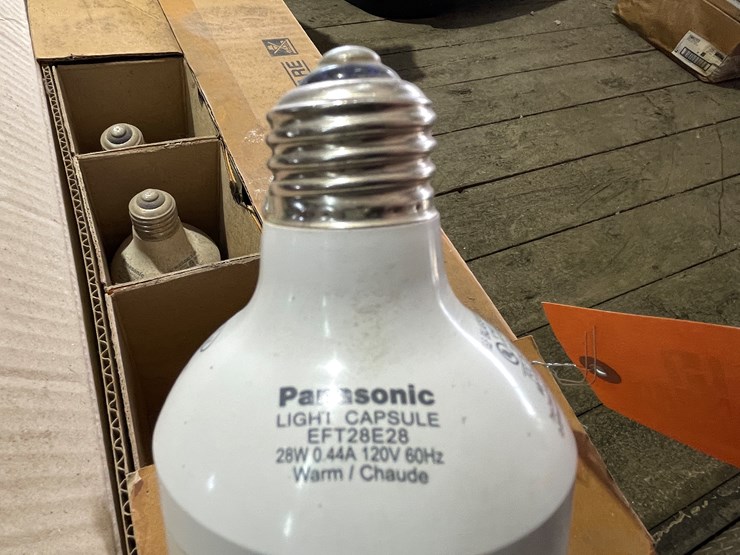 Panasonic
LIGHT CAPSULE
EFT28E28
28W 0.44A 120V 60Hz
Warm / Chaude